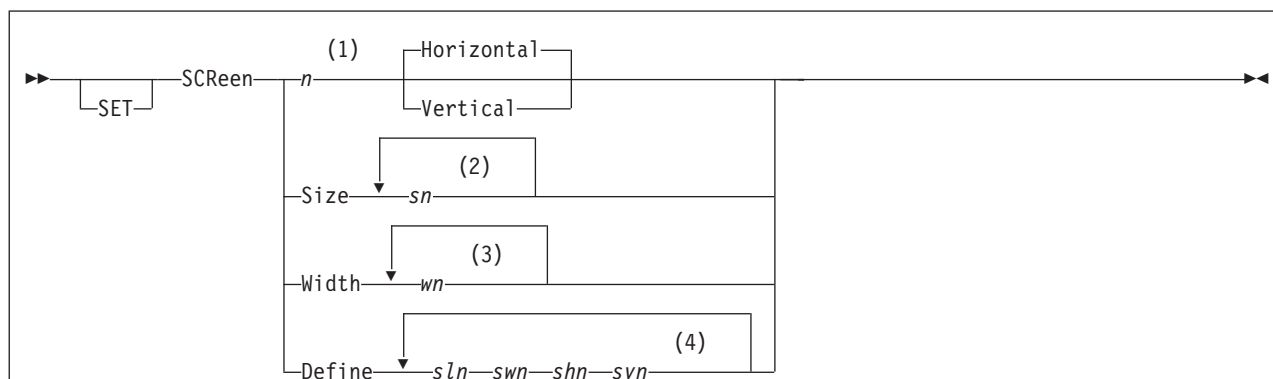 (1) Horizontal
SCReen n
SET Vertical
(2)
Size sn
(3)
Width wn
(4)
Define sln swn shn svn